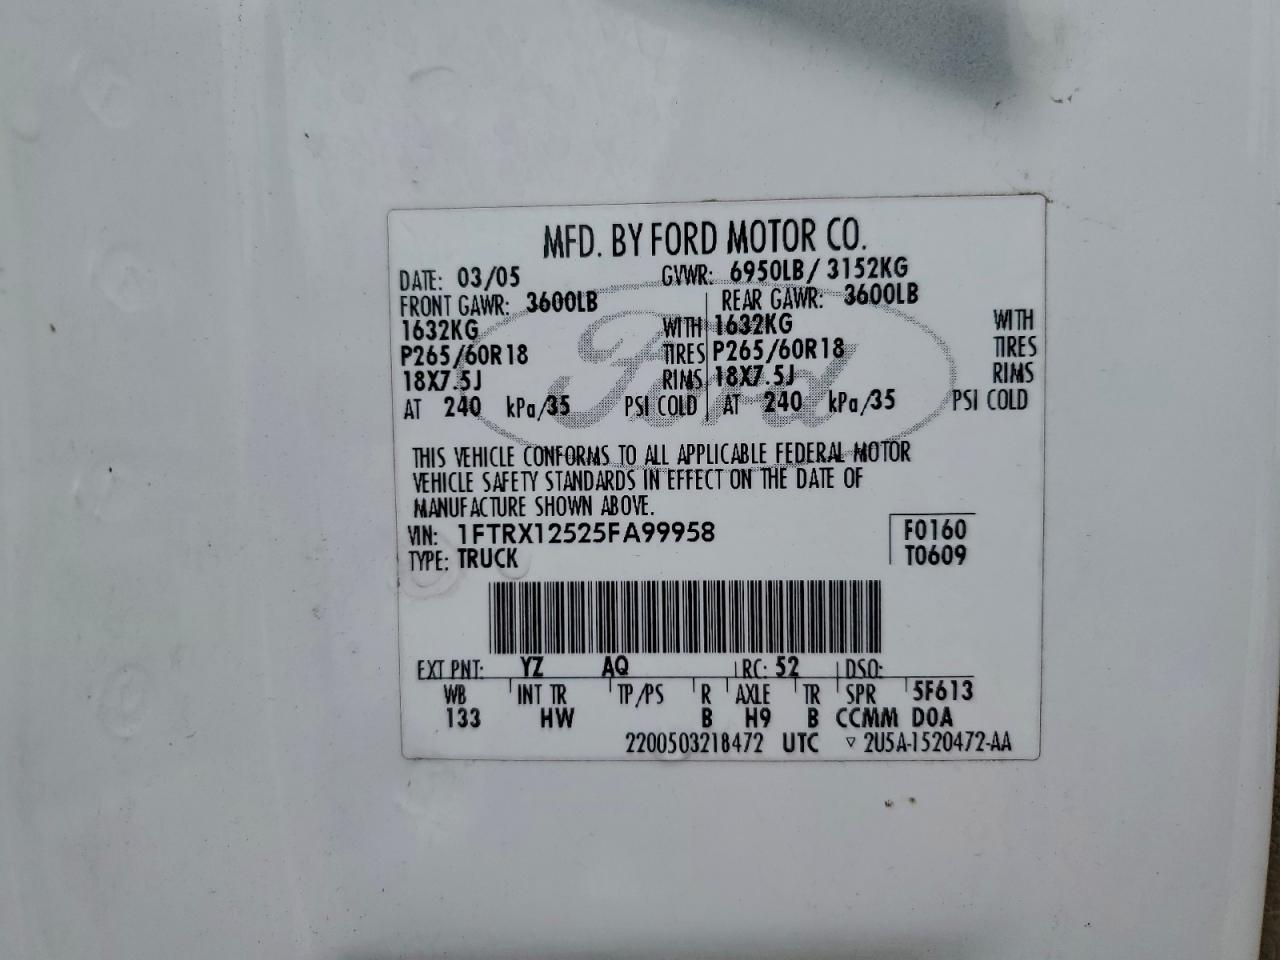 MFD. BY FORD MOTOR CO.
DATE: 03/05 GVWR: 6950LB/ 3152KG
FRONT GAWR: 3600LB REAR GAWR: 3600LB
1632KG WITH 1632KG WITH
P265/60R18 TIRES P265/60R18 TIRES
18X7.5J RIMS 18X7.5J RIMS
AT 240 kPa/35 PSI COLD AT 240 kPa/35 PSI COLD
Ford
THIS VEHICLE CONFORMS TO ALL APPLICABLE FEDERAL MOTOR
VEHICLE SAFETY STANDARDS IN EFFECT ON THE DATE OF
MANUFACTURE SHOWN ABOVE.
VIN: 1FTRX12525FA99958 F0160
TYPE: TRUCK T0609
EXT PNT: YZ AQ RC: 52 DSO:
WB INT TR TP/PS R AXLE TR SPR 5F613
133 HW B H9 B CCMM DOA
2200503218472 UTC ▿ 2U5A-1520472-AA